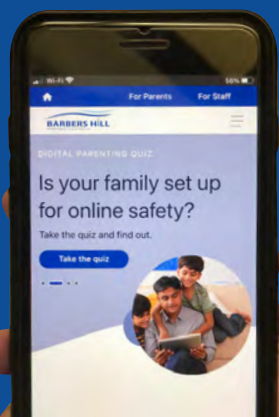 Wi-Fi 50%
For Parents For Staff
BARBERS HILL
DIGITAL PARENTING QUIZ
Is your family set up
for online safety?
Take the quiz and find out.
Take the quiz